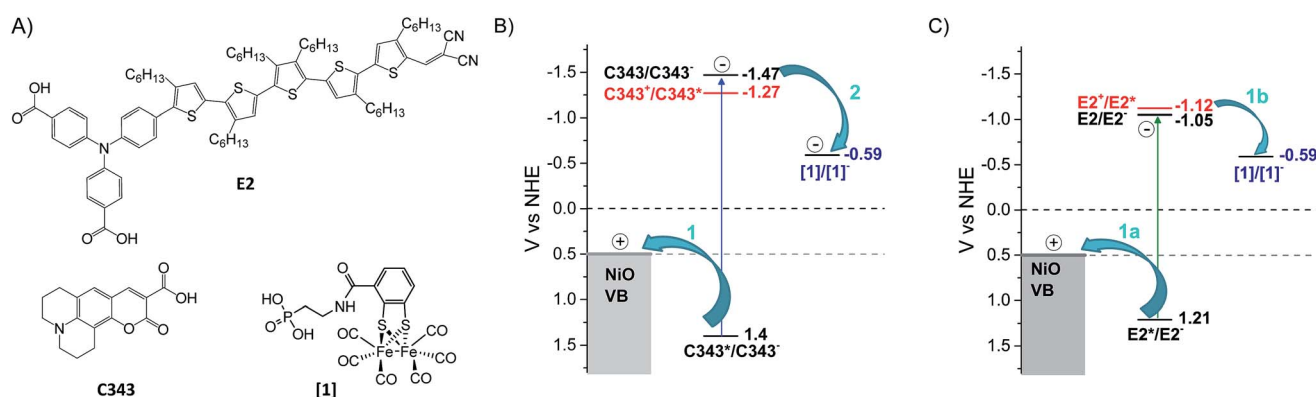 A)
C₆H₁₃
C₆H₁₃
C₆H₁₃
C₆H₁₃
CN
CN
C₆H₁₃
C₆H₁₃
O
OH
S
S
S
S
S
N
O
OH
E2
O
OH
N
O
O
C343
O
HO
P
O
OH
NH
S
S
Fe
Fe
CO
CO
OC
OC
CO
CO
[1]
B)
V vs NHE
-1.5
-1.0
-0.5
0.0
0.5
1.0
1.5
C343/C343⁻
-1.47
C343⁺/C343*
-1.27
2
-0.59
[1]/[1]⁻
1
NiO
VB
1.4
C343*/C343⁻
C)
V vs NHE
-1.5
-1.0
-0.5
0.0
0.5
1.0
1.5
E2⁺/E2*
-1.12
E2/E2⁻
-1.05
1b
-0.59
[1]/[1]⁻
1a
NiO
VB
1.21
E2*/E2⁻